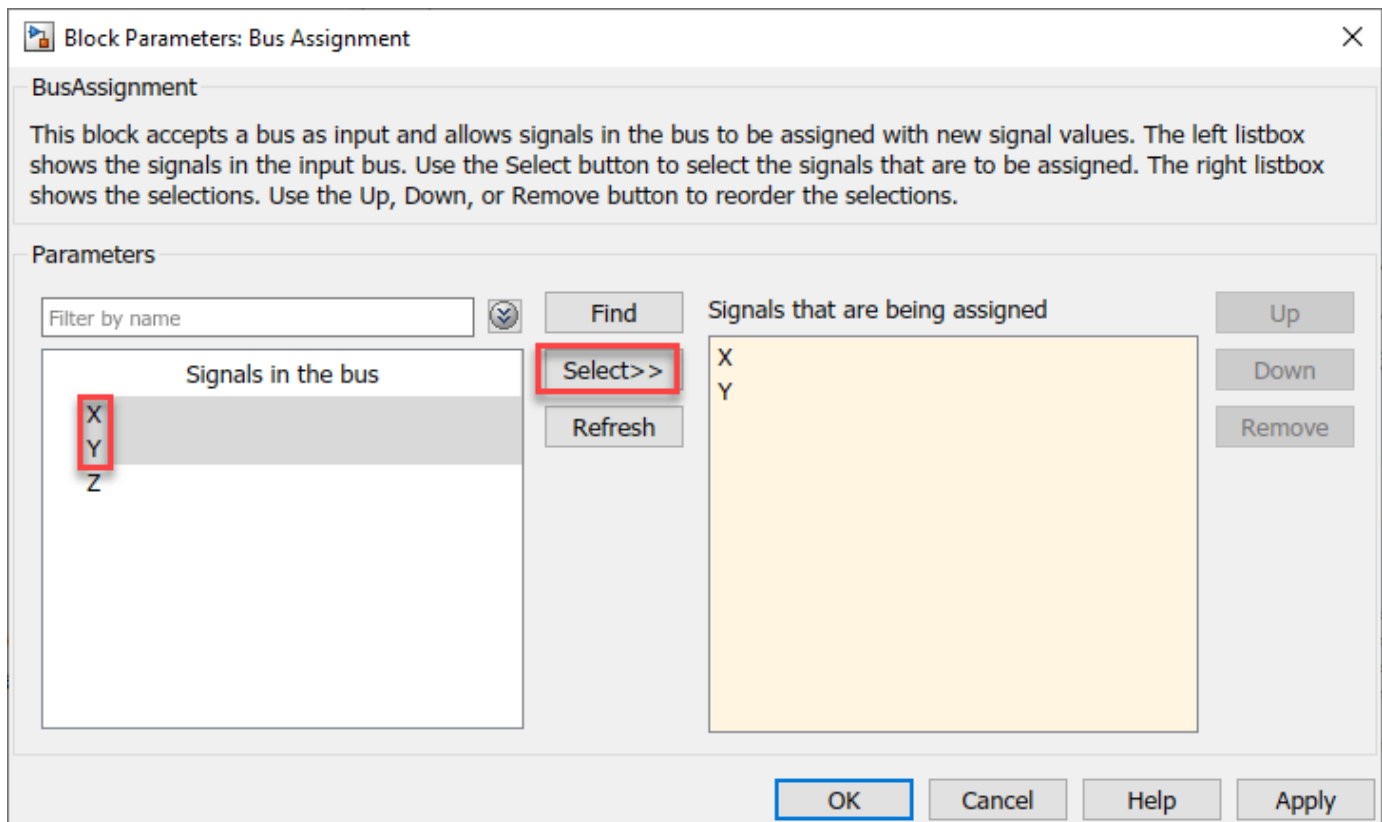 Block Parameters: Bus Assignment
BusAssignment
This block accepts a bus as input and allows signals in the bus to be assigned with new signal values. The left listbox
shows the signals in the input bus. Use the Select button to select the signals that are to be assigned. The right listbox
shows the selections. Use the Up, Down, or Remove button to reorder the selections.
Parameters
Filter by name
Find
Signals that are being assigned
Up
Signals in the bus
Select>>
X
Down
X
Y
Refresh
Remove
Y
Z
OK
Cancel
Help
Apply